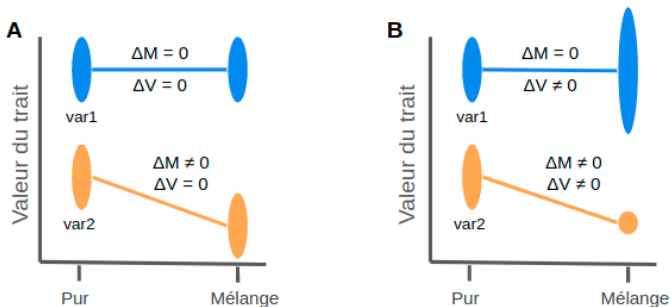 A
Valeur du trait
ΔM = 0
ΔV = 0
var1
ΔM ≠ 0
ΔV = 0
var2
Pur
Mélange
B
Valeur du trait
ΔM = 0
ΔV ≠ 0
var1
ΔM ≠ 0
ΔV ≠ 0
var2
Pur
Mélange